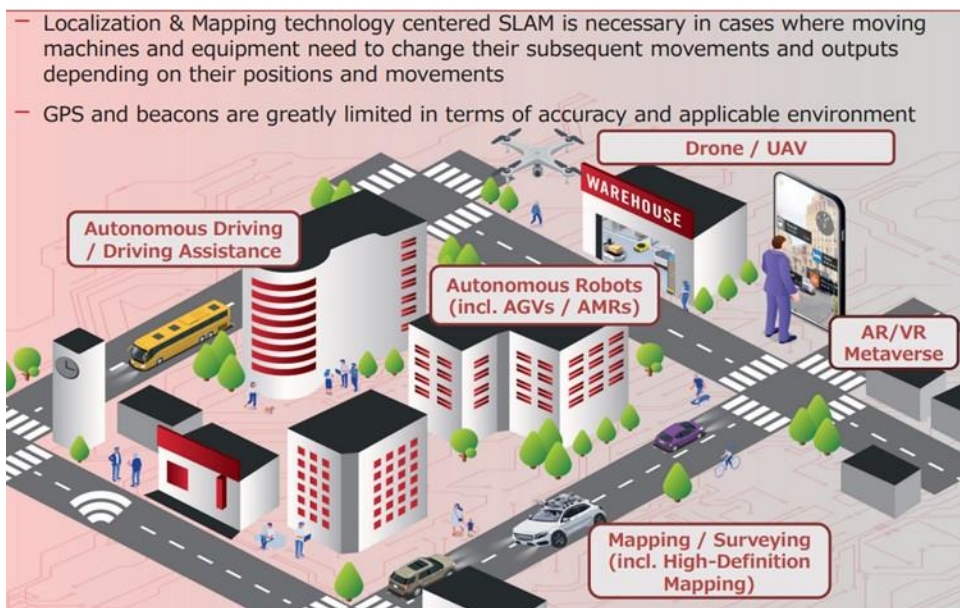 – Localization & Mapping technology centered SLAM is necessary in cases where moving
machines and equipment need to change their subsequent movements and outputs
depending on their positions and movements
– GPS and beacons are greatly limited in terms of accuracy and applicable environment
Drone / UAV
WAREHOUSE
Autonomous Driving
/ Driving Assistance
Autonomous Robots
(incl. AGVs / AMRs)
AR/VR
Metaverse
Mapping / Surveying
(incl. High-Definition
Mapping)